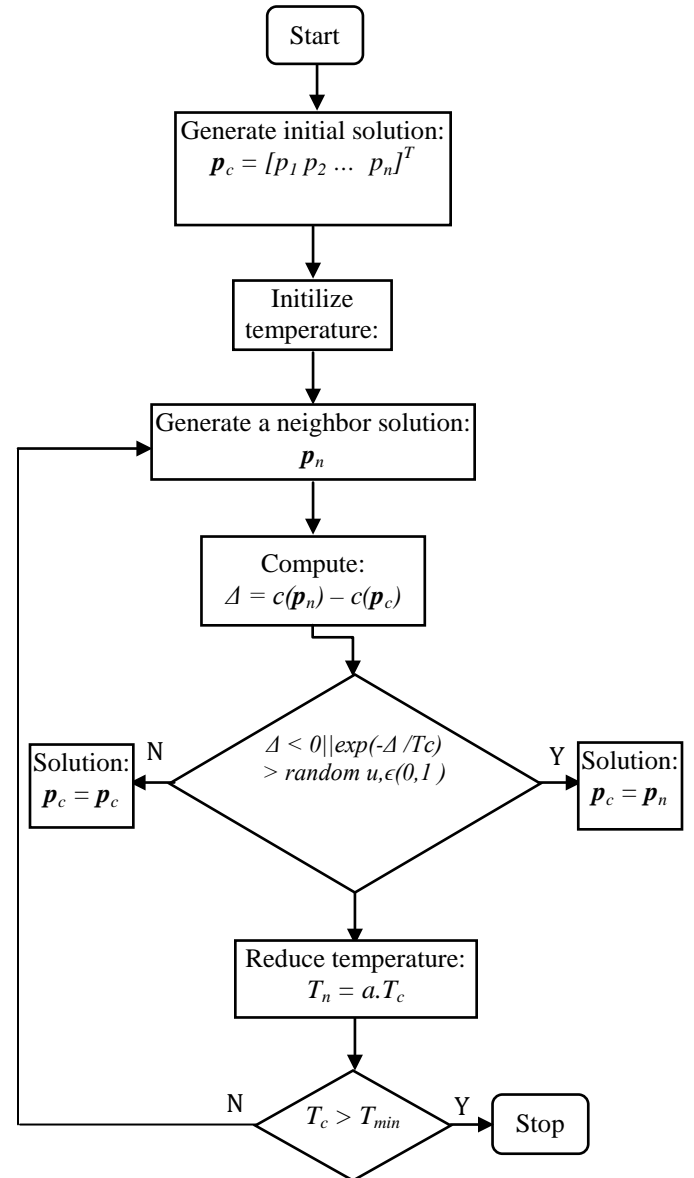 Start
Generate initial solution:
p_c = [p_1 p_2 ... p_n]^T
Initilize
temperature:
Generate a neighbor solution:
p_n
Compute:
Δ = c(p_n) – c(p_c)
Δ < 0||exp(-Δ /Tc)
> random u,ϵ(0,1 )
N
Solution:
p_c = p_c
Y
Solution:
p_c = p_n
Reduce temperature:
T_n = a.T_c
T_c > T_min
N
Y
Stop